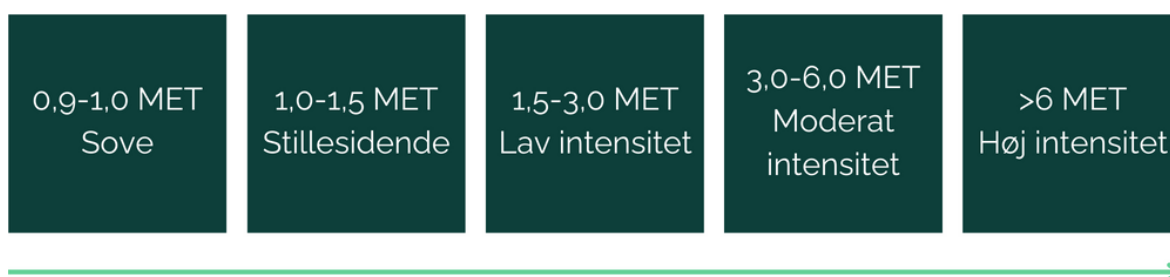 0,9-1,0 MET
Sove
1,0-1,5 MET
Stillesidende
1,5-3,0 MET
Lav intensitet
3,0-6,0 MET
Moderat
intensitet
>6 MET
Høj intensitet